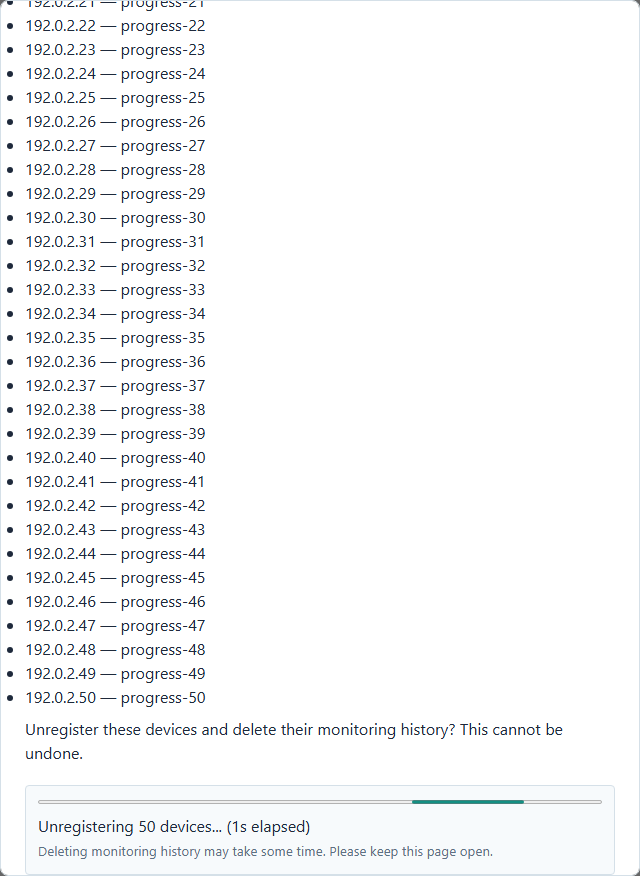 192.0.2.21 — progress-21
192.0.2.22 — progress-22
192.0.2.23 — progress-23
192.0.2.24 — progress-24
192.0.2.25 — progress-25
192.0.2.26 — progress-26
192.0.2.27 — progress-27
192.0.2.28 — progress-28
192.0.2.29 — progress-29
192.0.2.30 — progress-30
192.0.2.31 — progress-31
192.0.2.32 — progress-32
192.0.2.33 — progress-33
192.0.2.34 — progress-34
192.0.2.35 — progress-35
192.0.2.36 — progress-36
192.0.2.37 — progress-37
192.0.2.38 — progress-38
192.0.2.39 — progress-39
192.0.2.40 — progress-40
192.0.2.41 — progress-41
192.0.2.42 — progress-42
192.0.2.43 — progress-43
192.0.2.44 — progress-44
192.0.2.45 — progress-45
192.0.2.46 — progress-46
192.0.2.47 — progress-47
192.0.2.48 — progress-48
192.0.2.49 — progress-49
192.0.2.50 — progress-50
Unregister these devices and delete their monitoring history? This cannot be
undone.
Unregistering 50 devices... (1s elapsed)
Deleting monitoring history may take some time. Please keep this page open.